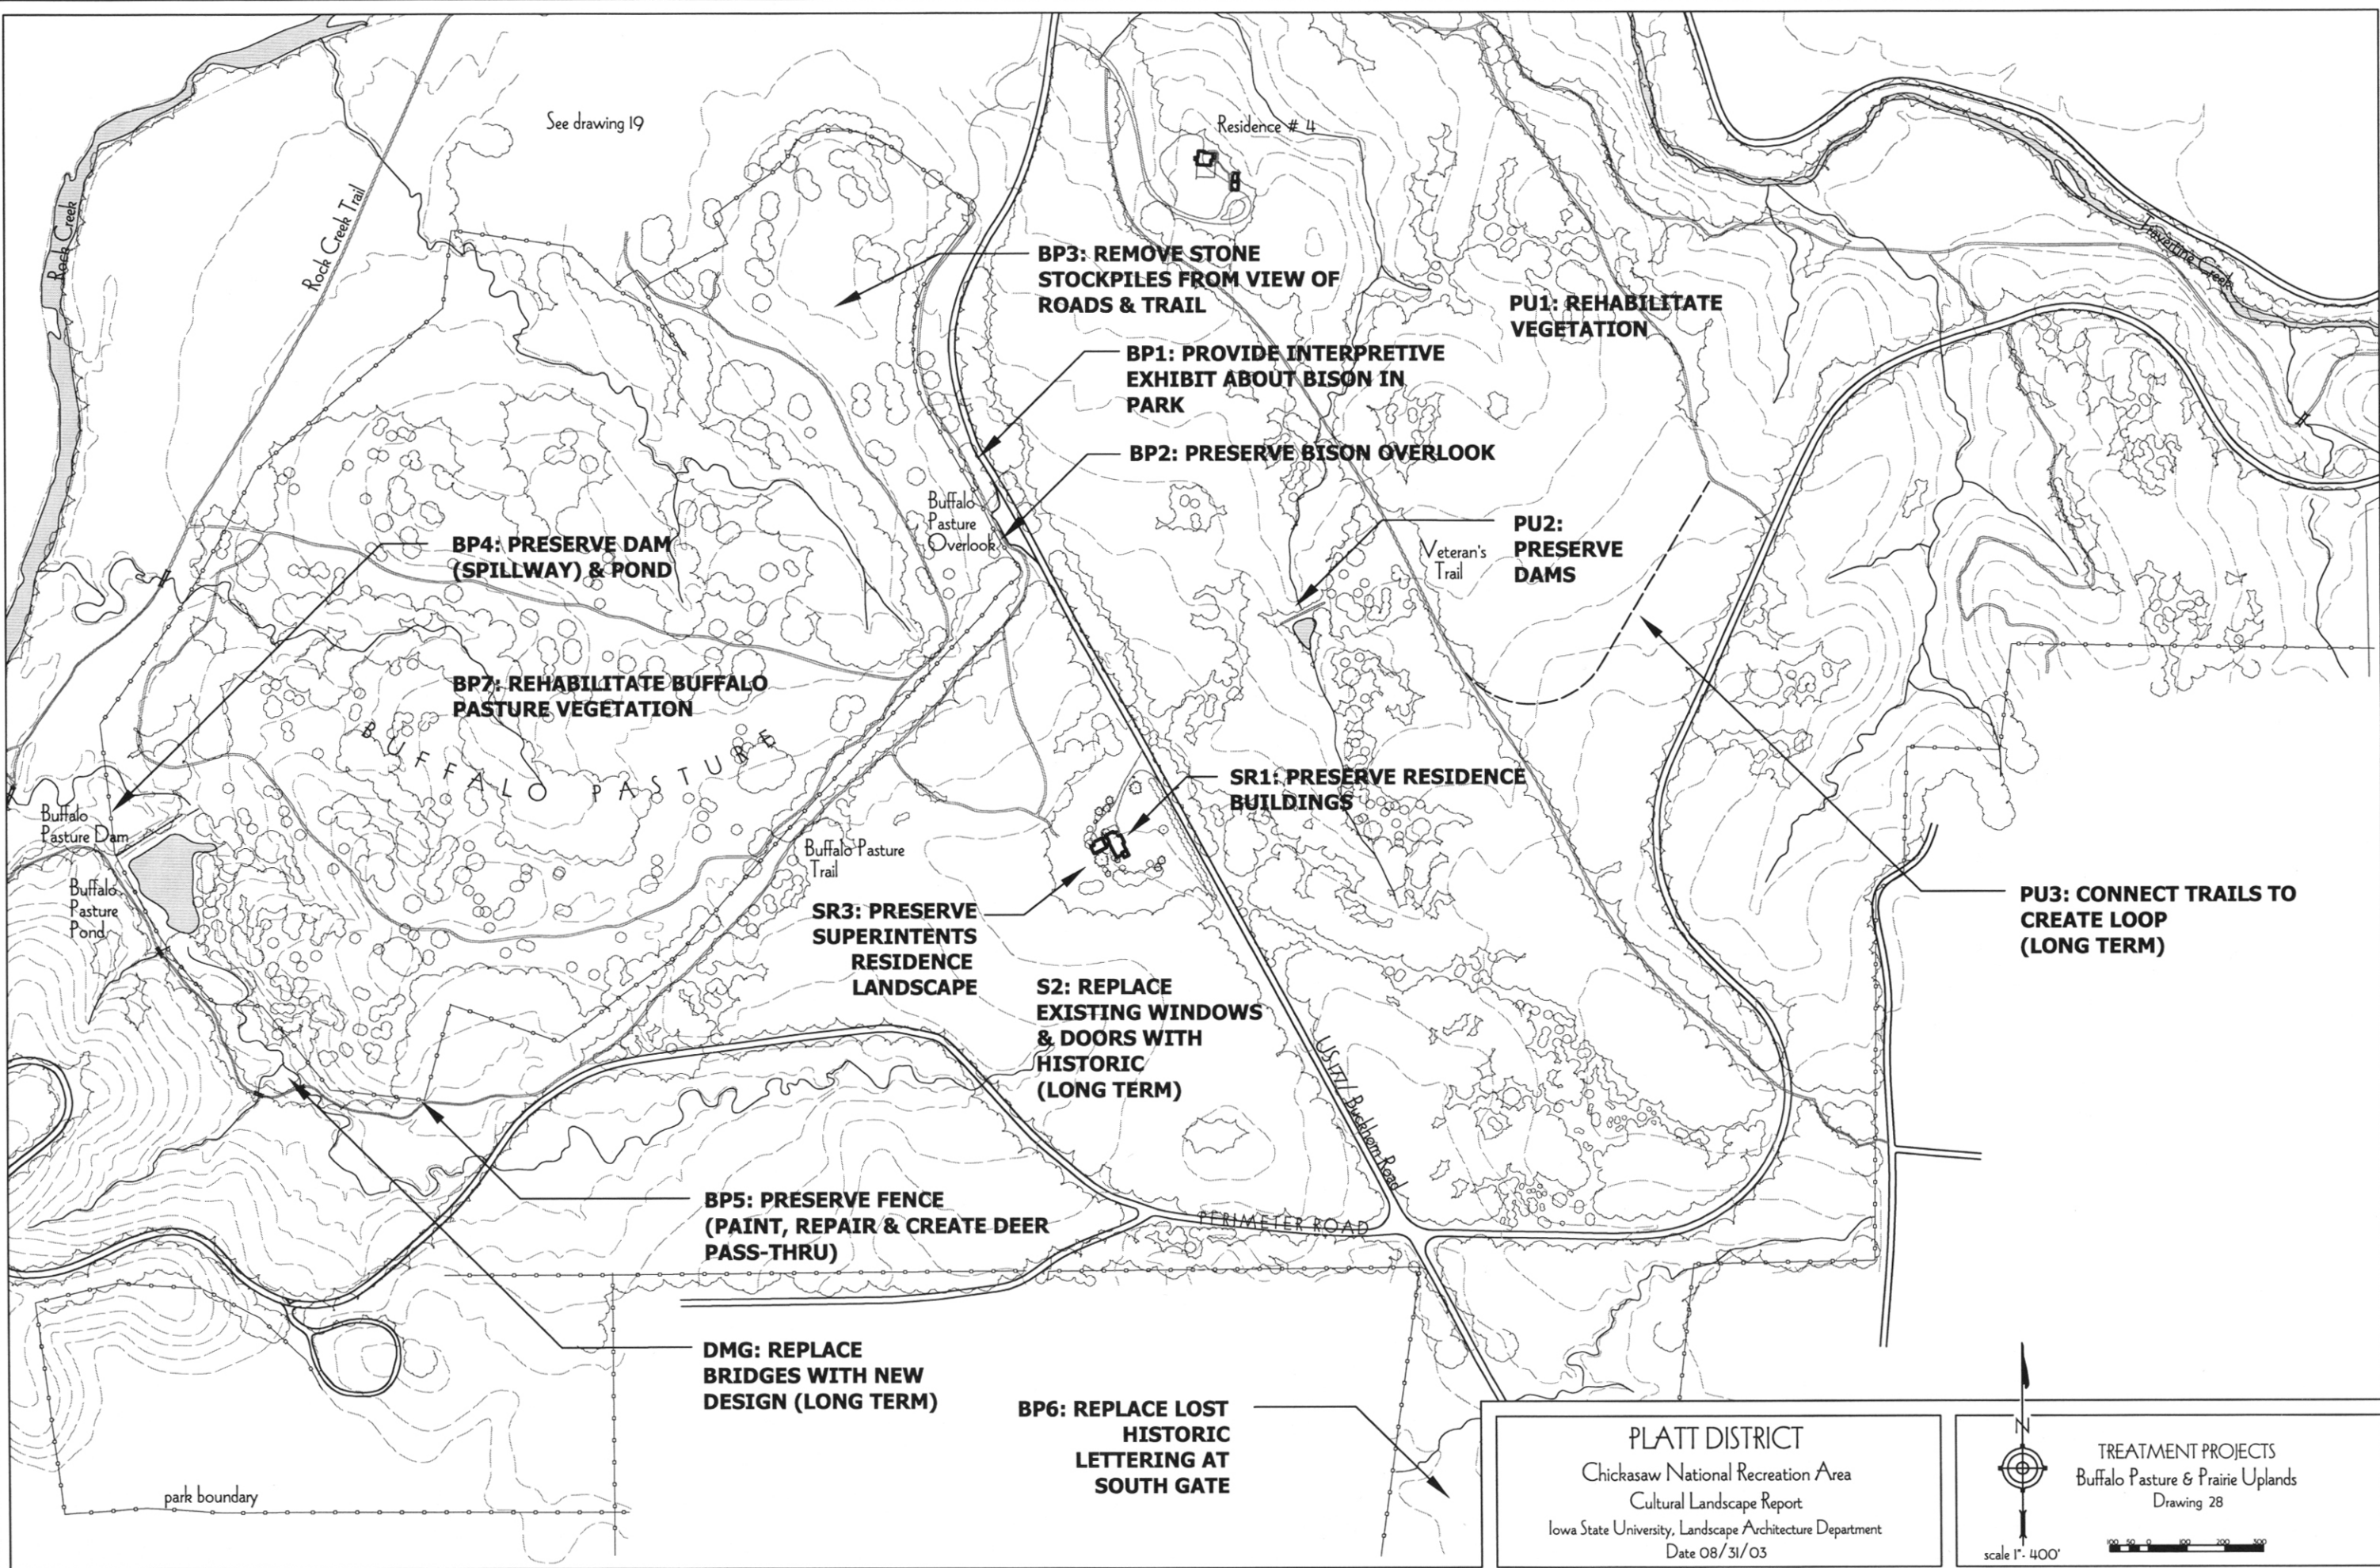 See drawing 19
Residence # 4
Rock Creek
Rock Creek Trail
Travertine Creek
BP3: REMOVE STONE
STOCKPILES FROM VIEW OF
ROADS & TRAIL
PU1: REHABILITATE
VEGETATION
BP1: PROVIDE INTERPRETIVE
EXHIBIT ABOUT BISON IN
PARK
BP2: PRESERVE BISON OVERLOOK
Buffalo
Pasture
Overlook
BP4: PRESERVE DAM
(SPILLWAY) & POND
PU2:
PRESERVE
DAMS
Veteran's
Trail
BP7: REHABILITATE BUFFALO
PASTURE VEGETATION
BUFFALO PASTURE
SR1: PRESERVE RESIDENCE
BUILDINGS
Buffalo
Pasture Dam
Buffalo Pasture
Trail
Buffalo
Pasture
Pond
SR3: PRESERVE
SUPERINTENTS
RESIDENCE
LANDSCAPE
PU3: CONNECT TRAILS TO
CREATE LOOP
(LONG TERM)
S2: REPLACE
EXISTING WINDOWS
& DOORS WITH
HISTORIC
(LONG TERM)
US 177/ Buckhorn Road
BP5: PRESERVE FENCE
(PAINT, REPAIR & CREATE DEER
PASS-THRU)
PERIMETER ROAD
DMG: REPLACE
BRIDGES WITH NEW
DESIGN (LONG TERM)
BP6: REPLACE LOST
HISTORIC
LETTERING AT
SOUTH GATE
park boundary
PLATT DISTRICT
Chickasaw National Recreation Area
Cultural Landscape Report
Iowa State University, Landscape Architecture Department
Date 08/31/03
N
TREATMENT PROJECTS
Buffalo Pasture & Prairie Uplands
Drawing 28
scale 1"- 400'
100 50 0 100 200 300